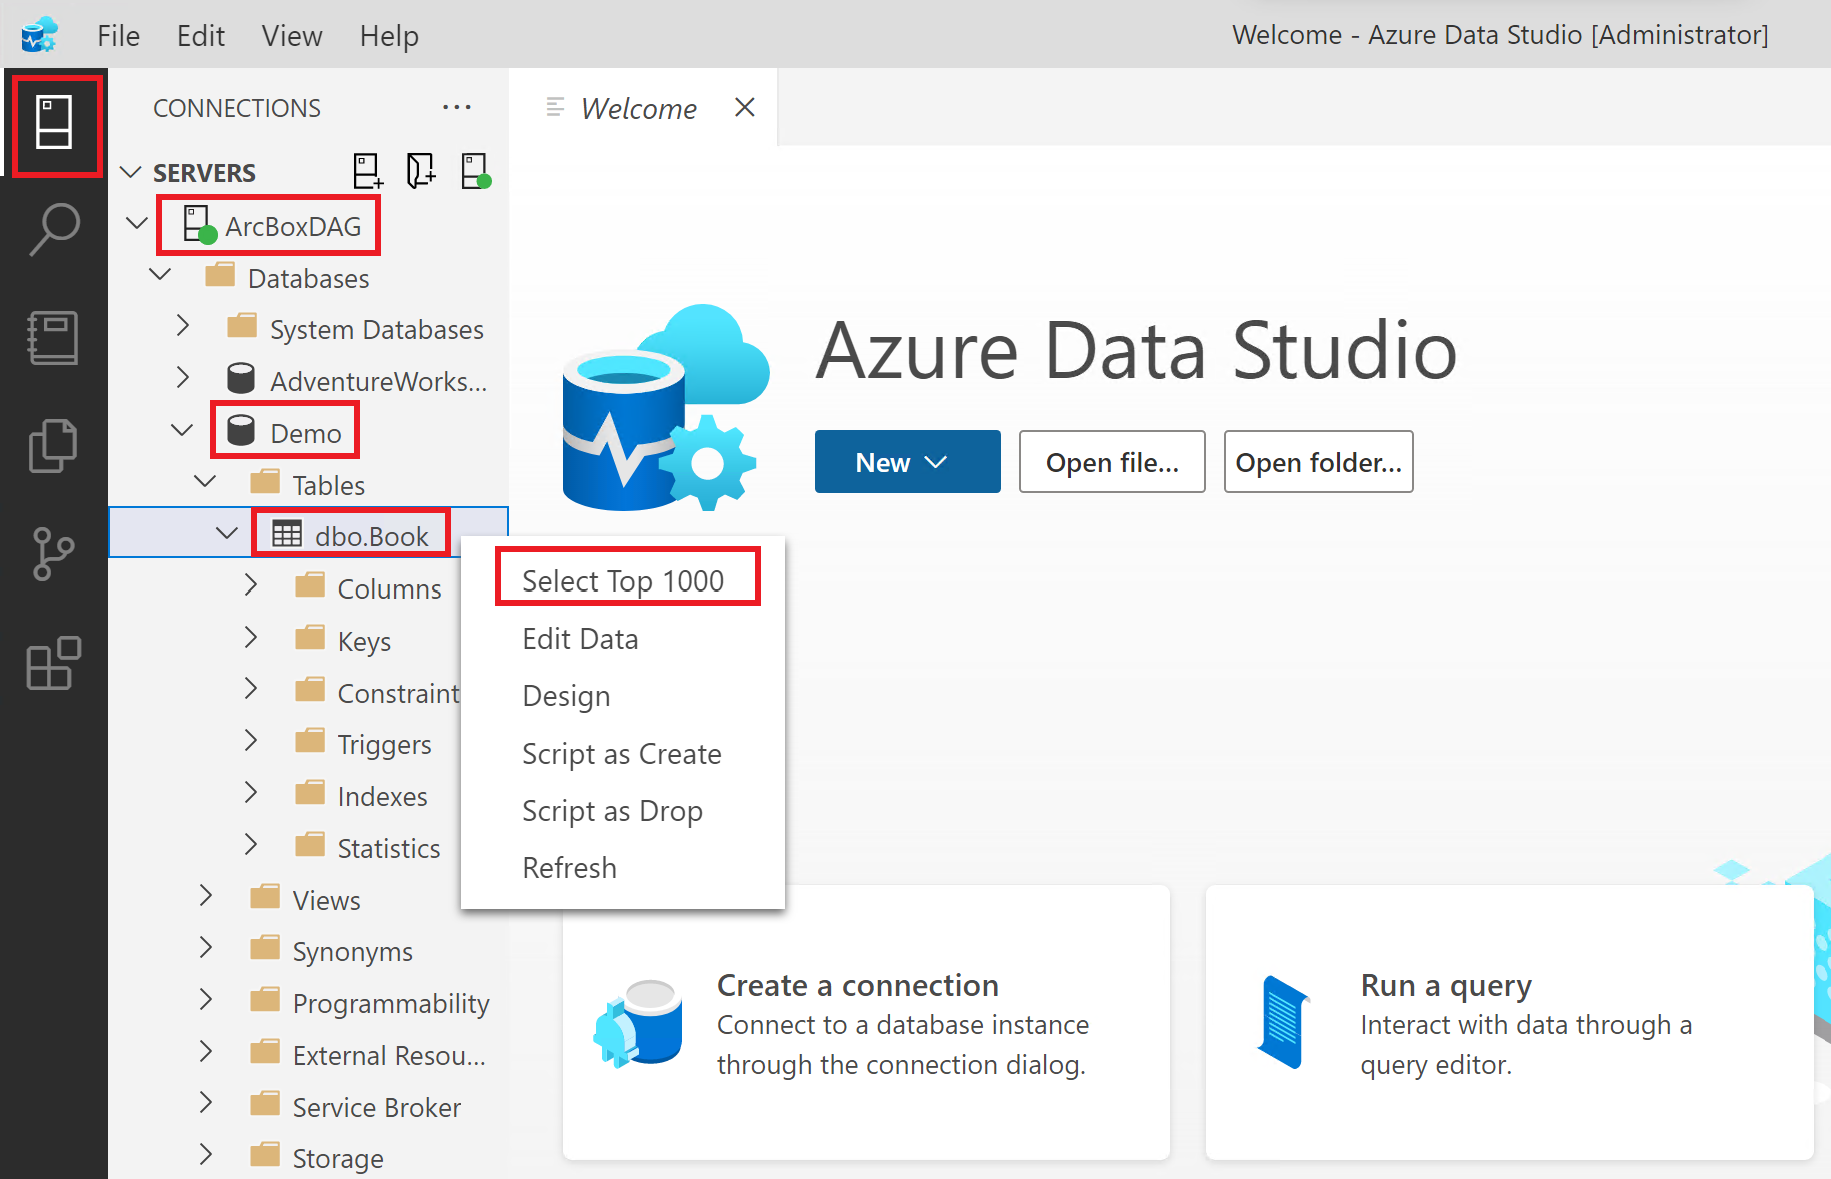 File Edit View Help
Welcome - Azure Data Studio [Administrator]
CONNECTIONS
Welcome
SERVERS
ArcBoxDAG
Databases
System Databases
AdventureWorks...
Demo
Tables
dbo.Book
Columns
Keys
Constraint
Triggers
Indexes
Statistics
Views
Synonyms
Programmability
External Resou...
Service Broker
Storage
Select Top 1000
Edit Data
Design
Script as Create
Script as Drop
Refresh
Azure Data Studio
New
Open file...
Open folder...
Create a connection
Connect to a database instance
through the connection dialog.
Run a query
Interact with data through a
query editor.